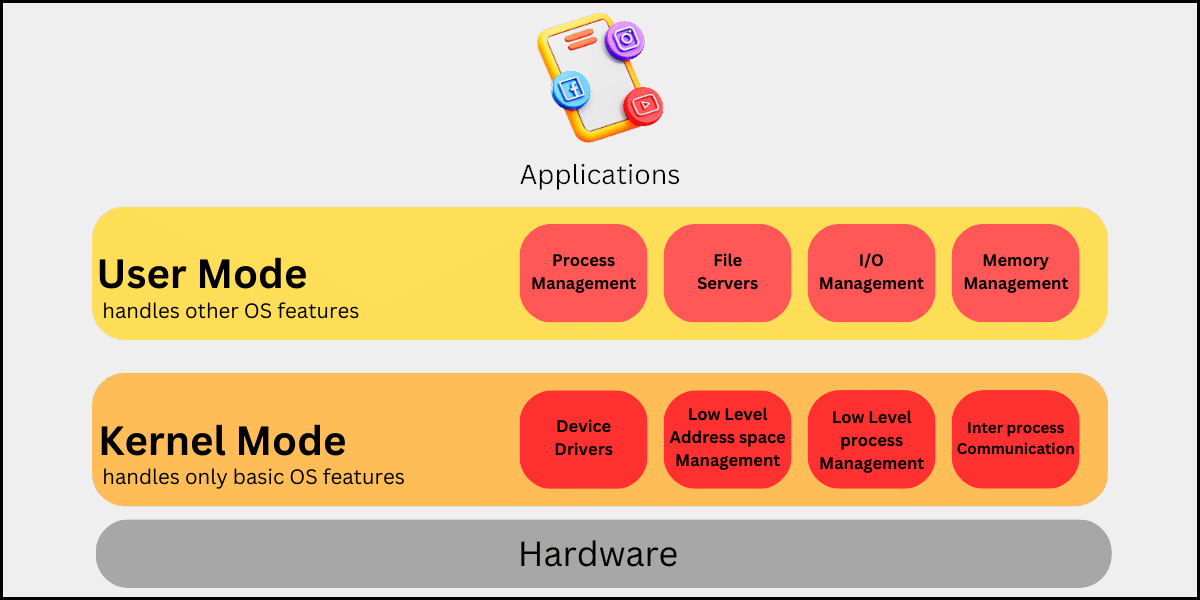 Applications
User Mode
handles other OS features
Process
Management
File
Servers
I/O
Management
Memory
Management
Kernel Mode
handles only basic OS features
Device
Drivers
Low Level
Address space
Management
Low Level
process
Management
Inter process
Communication
Hardware